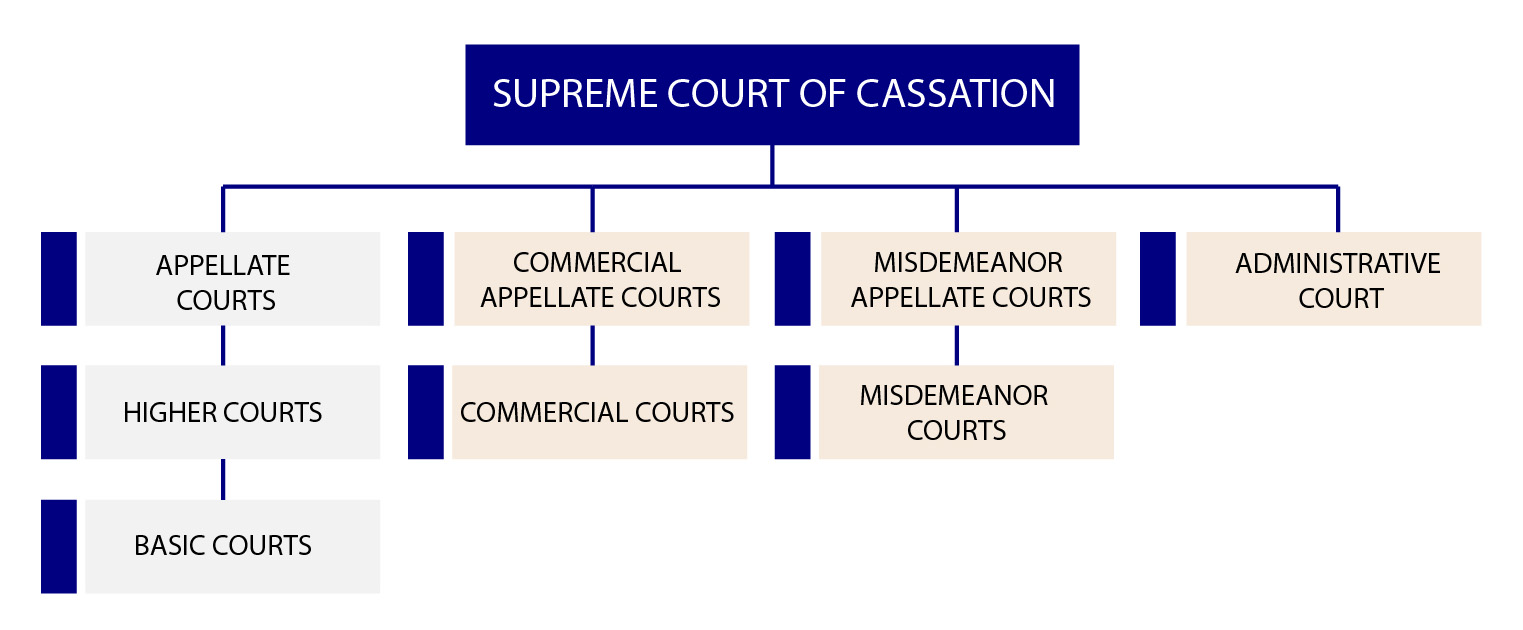 SUPREME COURT OF CASSATION
APPELLATE
COURTS
COMMERCIAL
APPELLATE COURTS
MISDEMEANOR
APPELLATE COURTS
ADMINISTRATIVE
COURT
HIGHER COURTS
COMMERCIAL COURTS
MISDEMEANOR
COURTS
BASIC COURTS